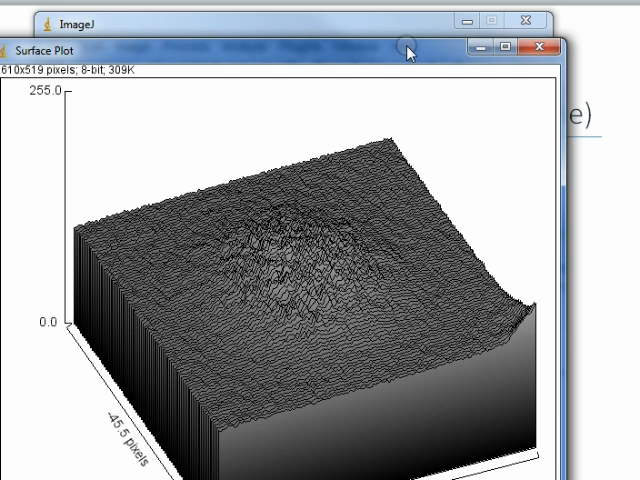 ImageJ
Surface Plot
610x519 pixels; 8-bit; 309K
255.0
e)
0.0
-45.5 pixels